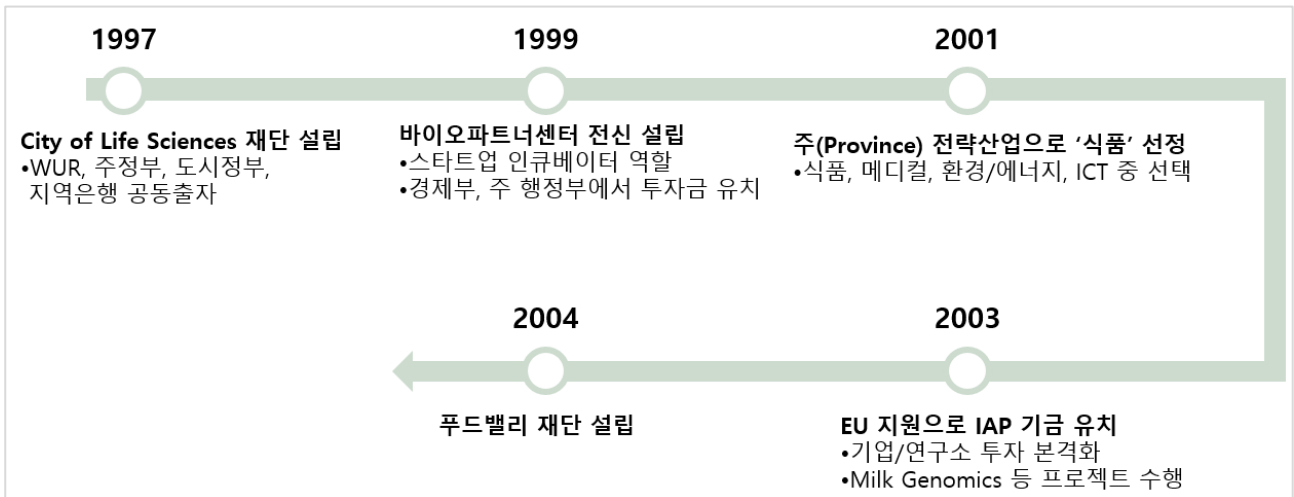 1997
City of Life Sciences 재단 설립
•WUR, 주정부, 도시정부,
지역은행 공동출자
1999
바이오파트너센터 전신 설립
•스타트업 인큐베이터 역할
•경제부, 주 행정부에서 투자금 유치
2001
주(Province) 전략산업으로 ‘식품’ 선정
•식품, 메디컬, 환경/에너지, ICT 중 선택
2003
EU 지원으로 IAP 기금 유치
•기업/연구소 투자 본격화
•Milk Genomics 등 프로젝트 수행
2004
푸드밸리 재단 설립